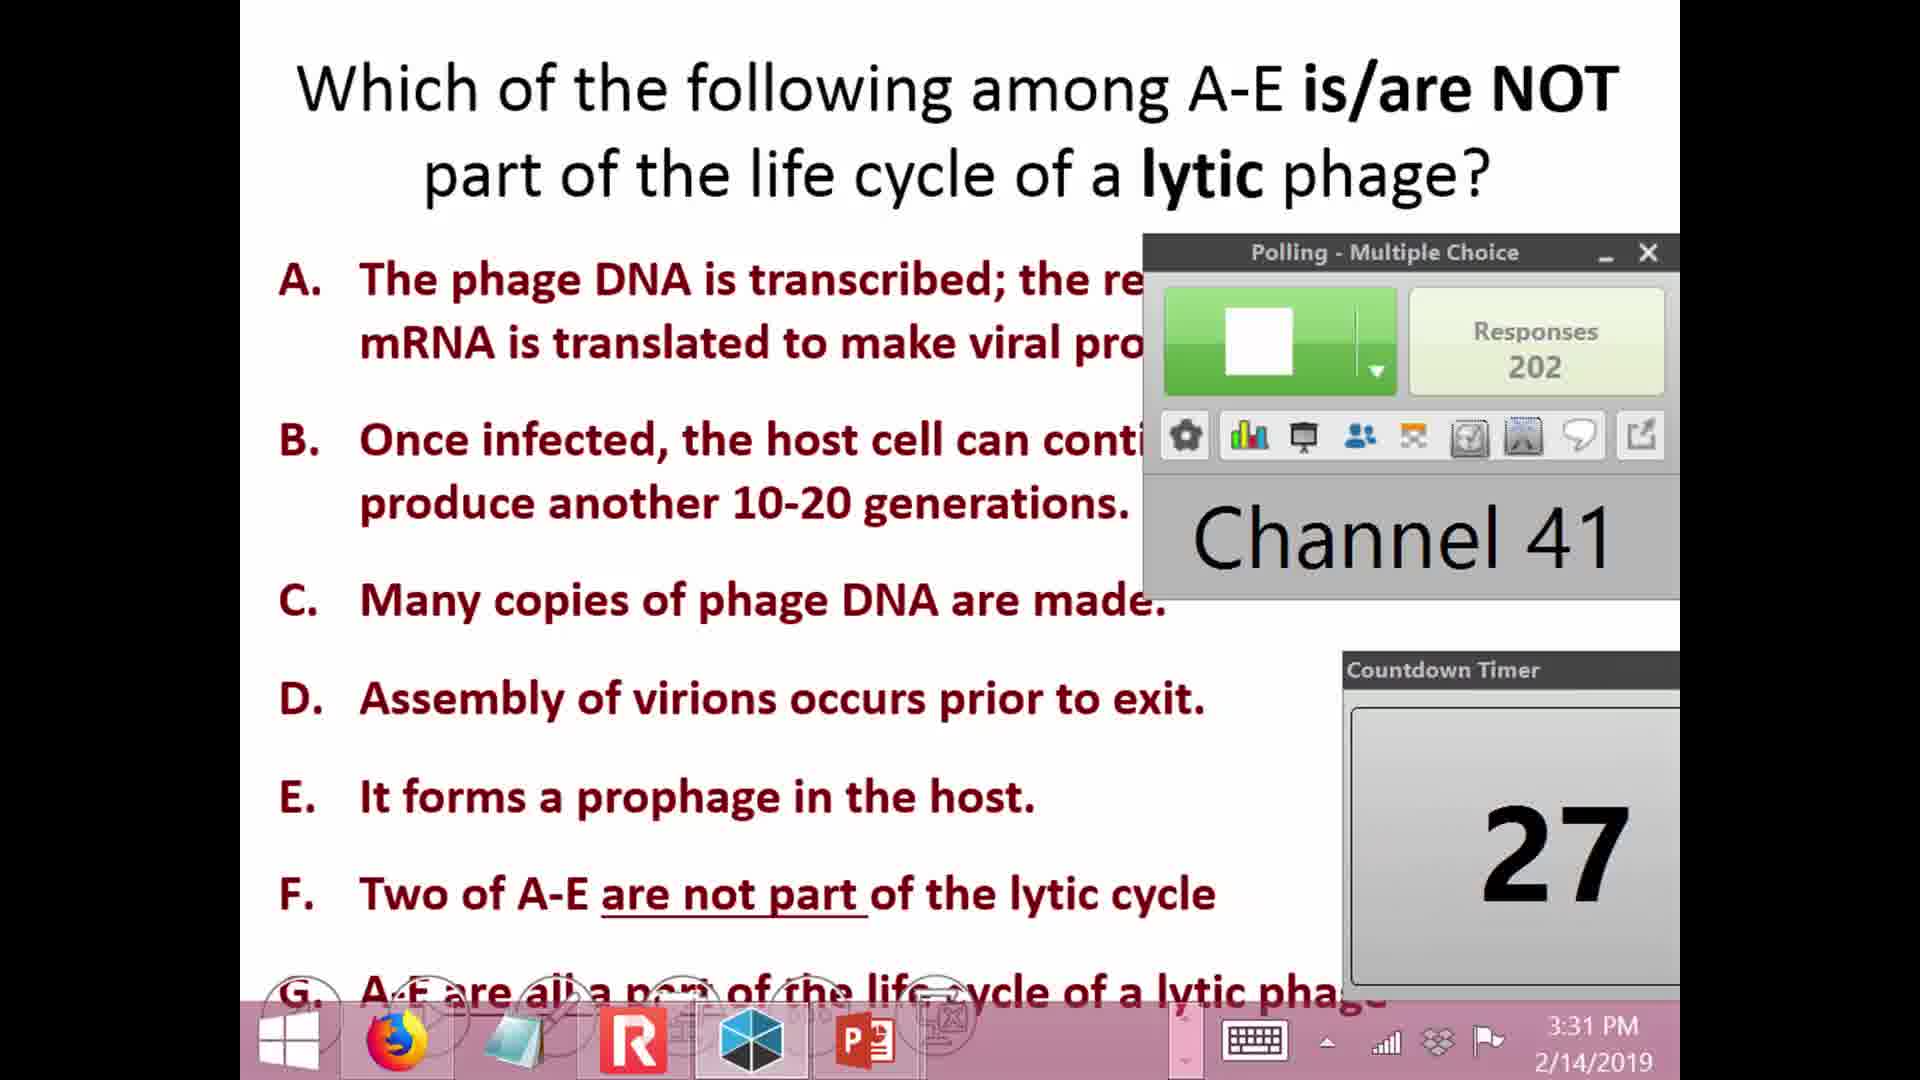 Which of the following among A-E is/are NOT
part of the life cycle of a lytic phage?
A. The phage DNA is transcribed; the re
mRNA is translated to make viral pro
B. Once infected, the host cell can conti
produce another 10-20 generations.
C. Many copies of phage DNA are made.
D. Assembly of virions occurs prior to exit.
E. It forms a prophage in the host.
F. Two of A-E are not part of the lytic cycle
G. A-E are all a part of the life cycle of a lytic phage
Polling - Multiple Choice
Responses
202
Channel 41
Countdown Timer
27
3:31 PM
2/14/2019